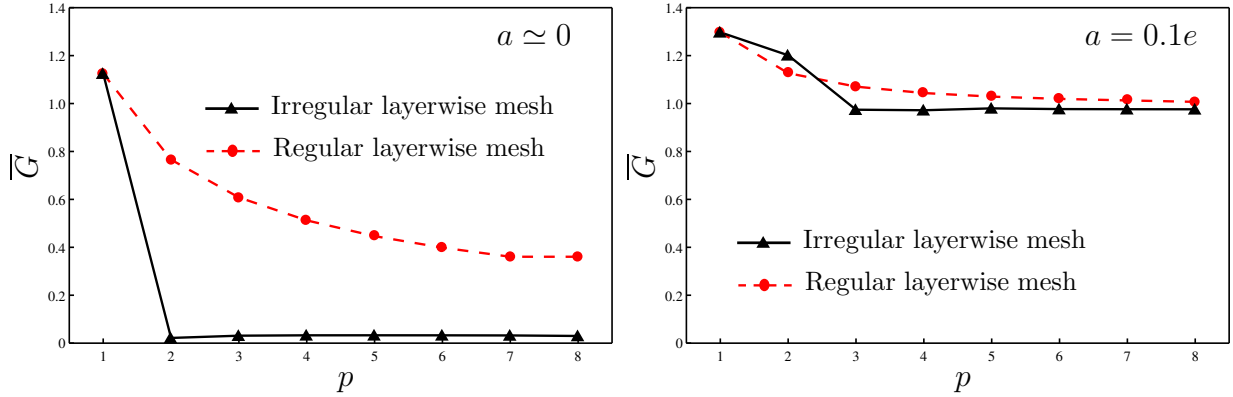 1.4
1.2
1.0
0.8
0.6
0.4
0.2
0
G̅
a ≃ 0
Irregular layerwise mesh
Regular layerwise mesh
1 2 3 4 5 6 7 8
p
1.4
1.2
1.0
0.8
0.6
0.4
0.2
0
G̅
a = 0.1e
Irregular layerwise mesh
Regular layerwise mesh
1 2 3 4 5 6 7 8
p